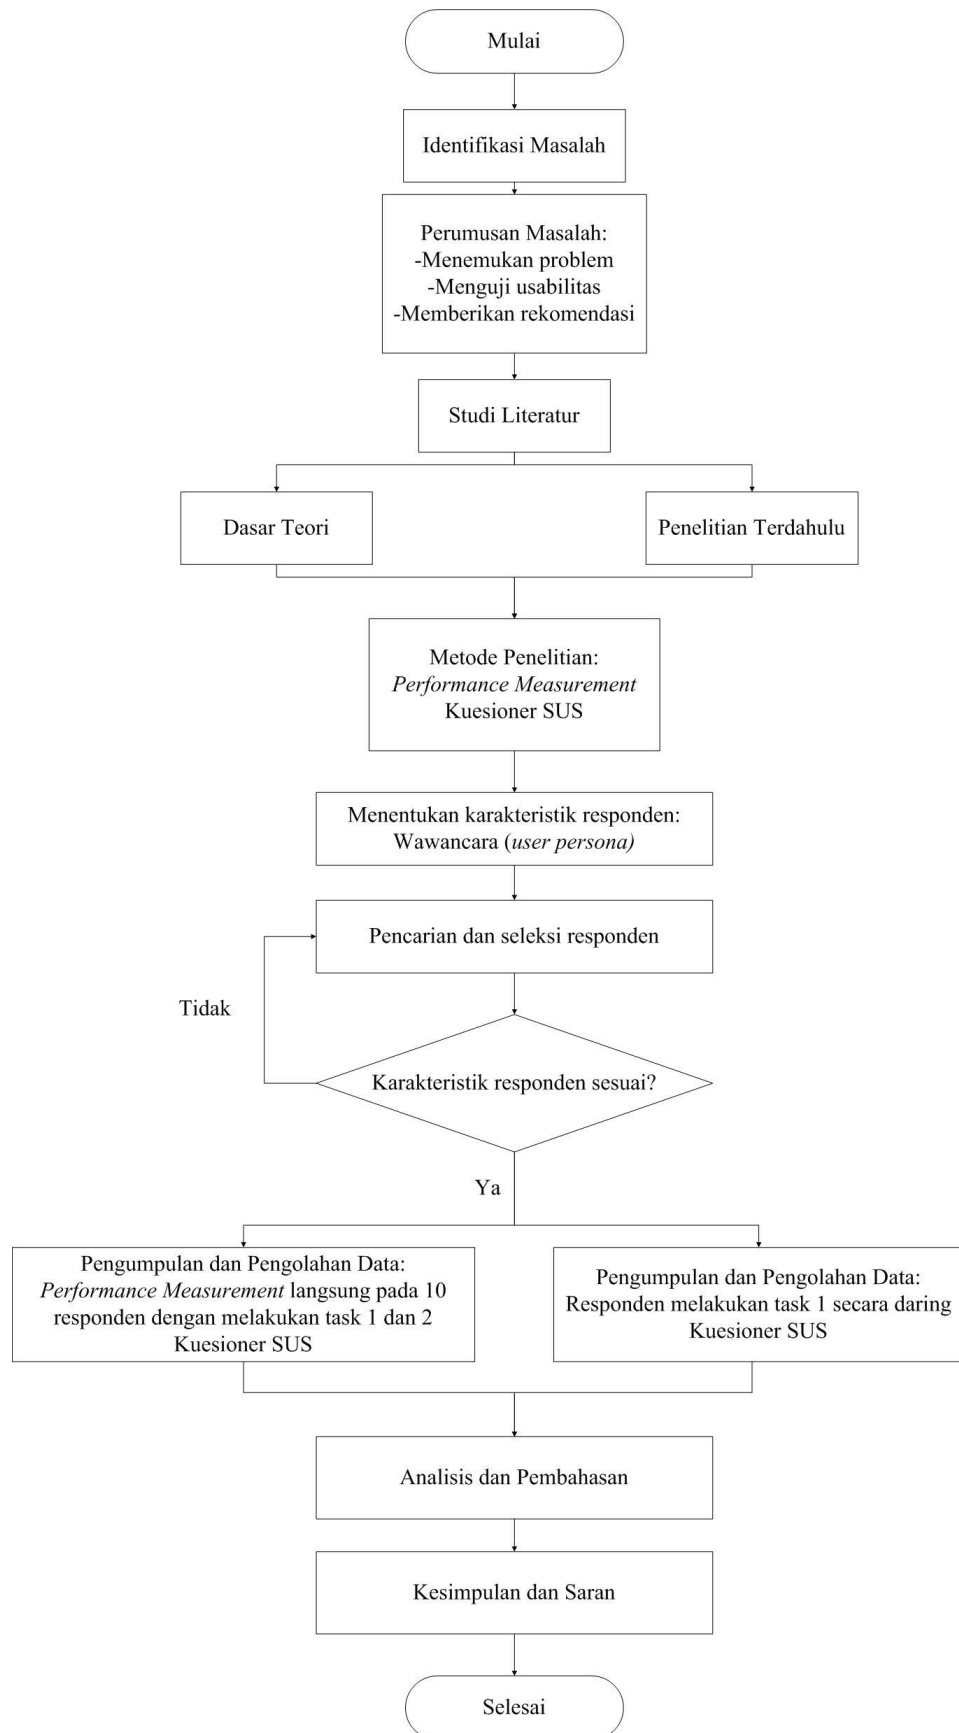 Mulai
Identifikasi Masalah
Perumusan Masalah:
-Menemukan problem
-Menguji usabilitas
-Memberikan rekomendasi
Studi Literatur
Dasar Teori
Penelitian Terdahulu
Metode Penelitian:
Performance Measurement
Kuesioner SUS
Menentukan karakteristik responden:
Wawancara (user persona)
Pencarian dan seleksi responden
Tidak
Karakteristik responden sesuai?
Ya
Pengumpulan dan Pengolahan Data:
Performance Measurement langsung pada 10
responden dengan melakukan task 1 dan 2
Kuesioner SUS
Pengumpulan dan Pengolahan Data:
Responden melakukan task 1 secara daring
Kuesioner SUS
Analisis dan Pembahasan
Kesimpulan dan Saran
Selesai